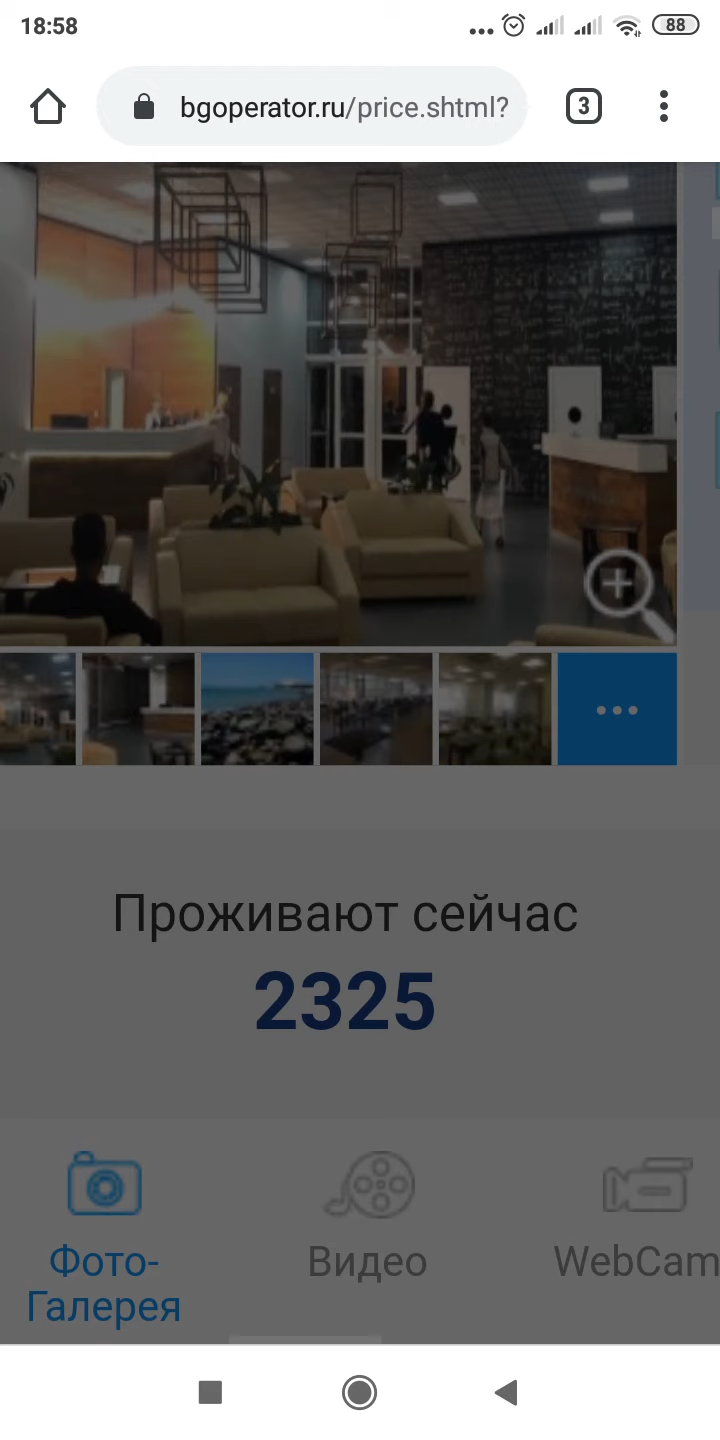 18:58
88
bgoperator.ru/price.shtml?
3
Проживают сейчас
2325
Фото-
Галерея
Видео
WebCam